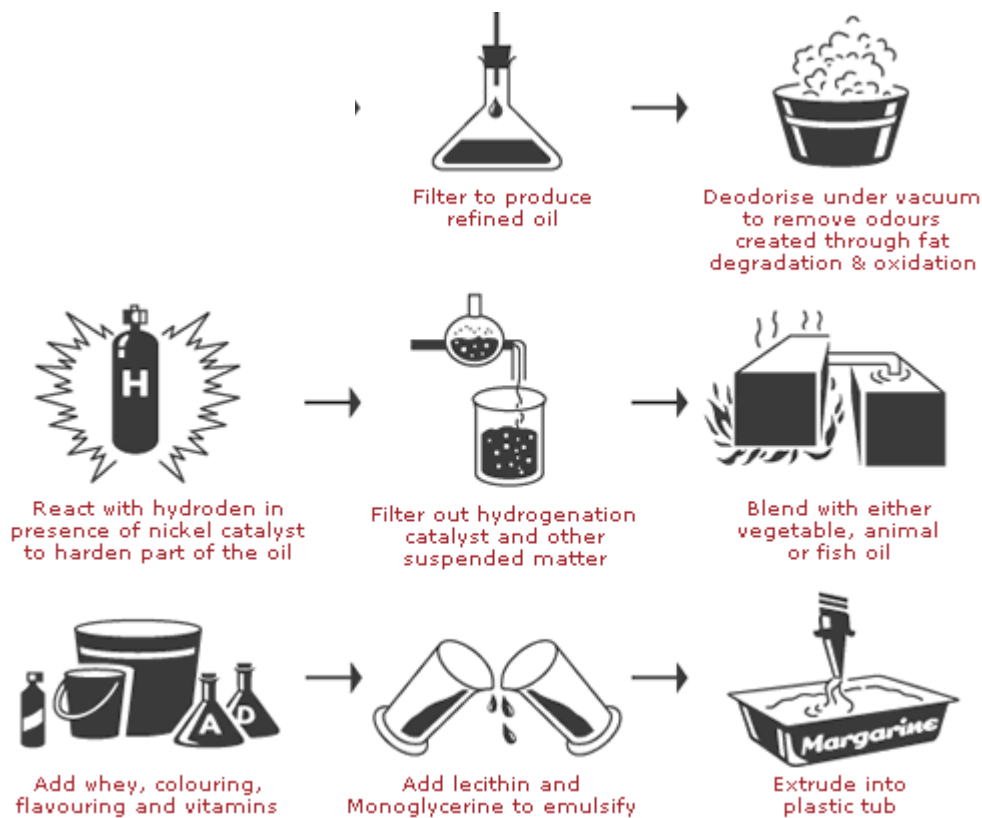 Filter to produce
refined oil
Deodorise under vacuum
to remove odours
created through fat
degradation & oxidation
H
React with hydroden in
presence of nickel catalyst
to harden part of the oil
Filter out hydrogenation
catalyst and other
suspended matter
Blend with either
vegetable, animal
or fish oil
A
D
Add whey, colouring,
flavouring and vitamins
Add lecithin and
Monoglycerine to emulsify
Margarine
Extrude into
plastic tub